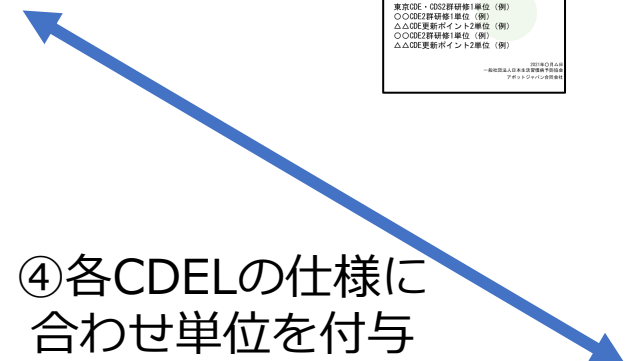 東京CDE・CDS2群研修1単位（例）
〇〇CDE2群研修1単位（例）
△△CDE更新ポイント2単位（例）
〇〇CDE2群研修1単位（例）
△△CDE更新ポイント2単位（例）
2021年〇月△日
一般社団法人日本生活習慣病予防協会
アボットジャパン合同会社
④各CDELの仕様に
合わせ単位を付与